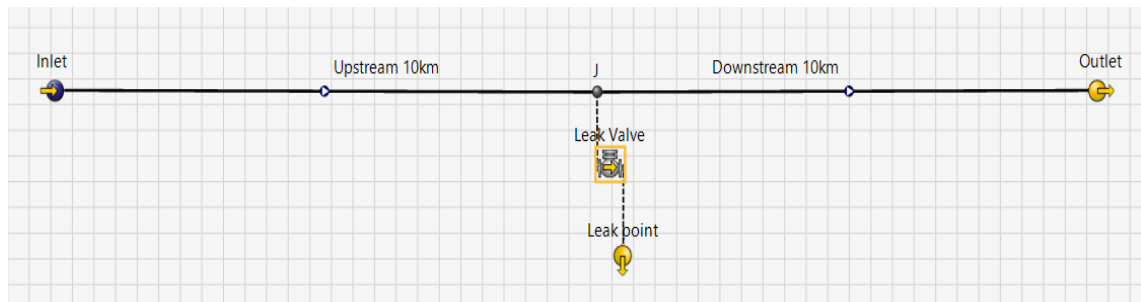 Inlet
Upstream 10km
J
Downstream 10km
Outlet
Leak Valve
Leak point